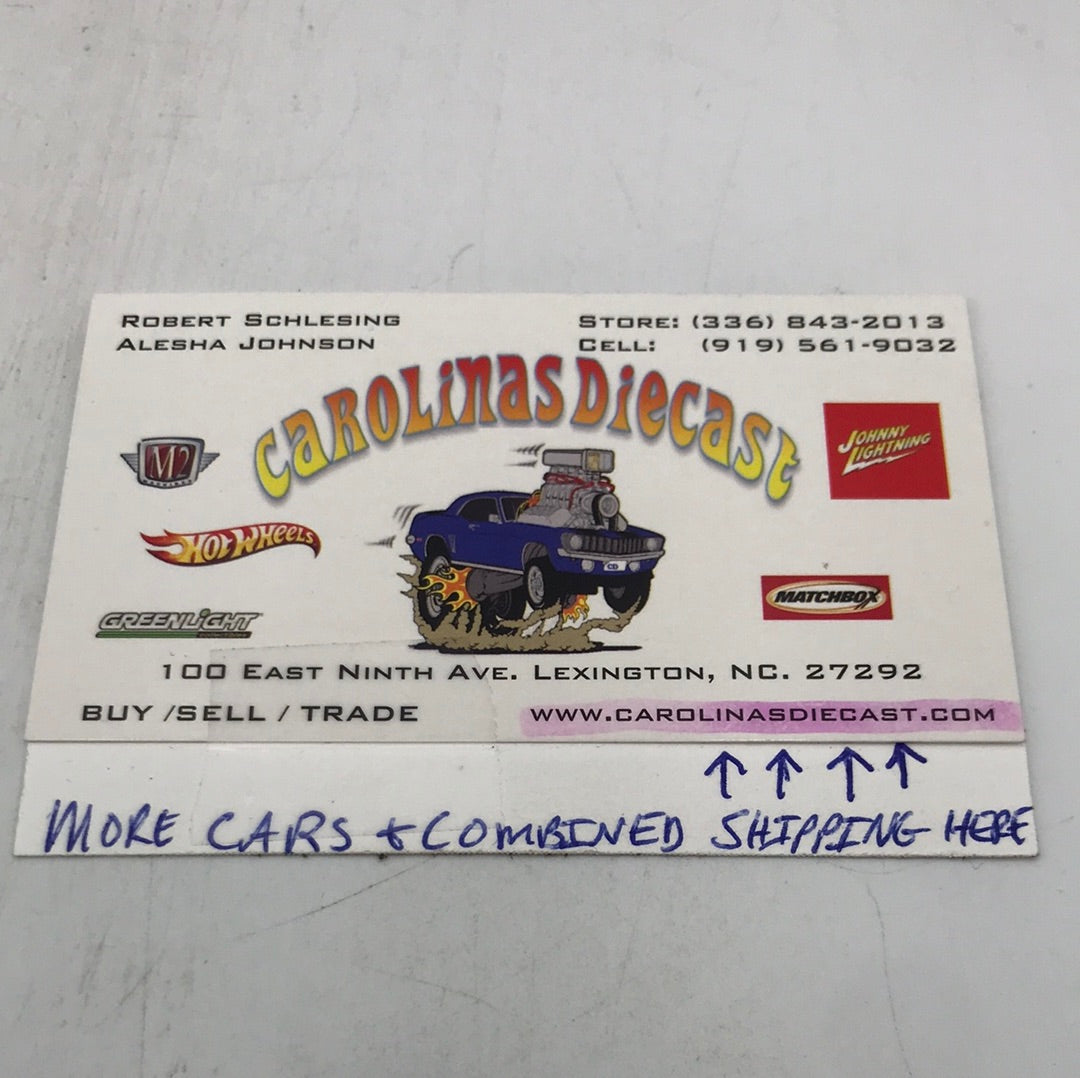 ROBERT SCHLESING
ALESHA JOHNSON
STORE: (336) 843-2013
CELL: (919) 561-9032
CAROLINAS DIECAST
M2
MACHINES
JOHNNY
LIGHTNING
HOT WHEELS
CD
MATCHBOX
GREENLIGHT
COLLECTIBLES
100 EAST NINTH AVE. LEXINGTON, NC. 27292
BUY /SELL / TRADE
WWW.CAROLINASDIECAST.COM
MORE CARS & COMBINED SHIPPING HERE